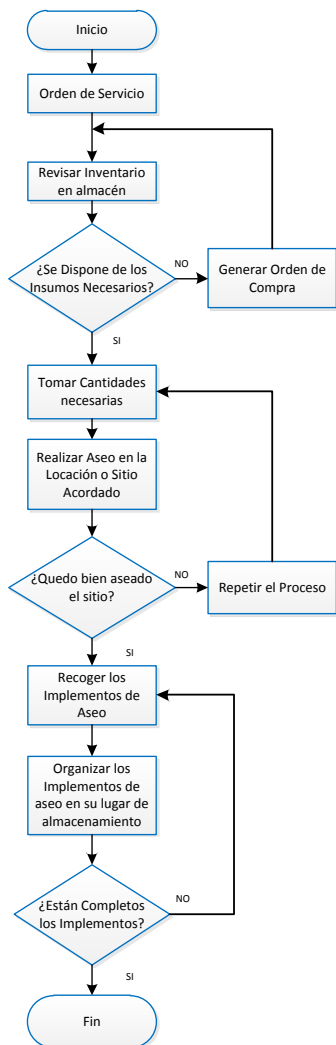 Inicio
Orden de Servicio
Revisar Inventario
en almacén
¿Se Dispone de los
Insumos Necesarios?
NO
Generar Orden de
Compra
SI
Tomar Cantidades
necesarias
Realizar Aseo en la
Locación o Sitio
Acordado
¿Quedo bien aseado
el sitio?
NO
Repetir el Proceso
SI
Recoger los
Implementos de
Aseo
Organizar los
Implementos de
aseo en su lugar de
almacenamiento
¿Están Completos
los Implementos?
NO
SI
Fin